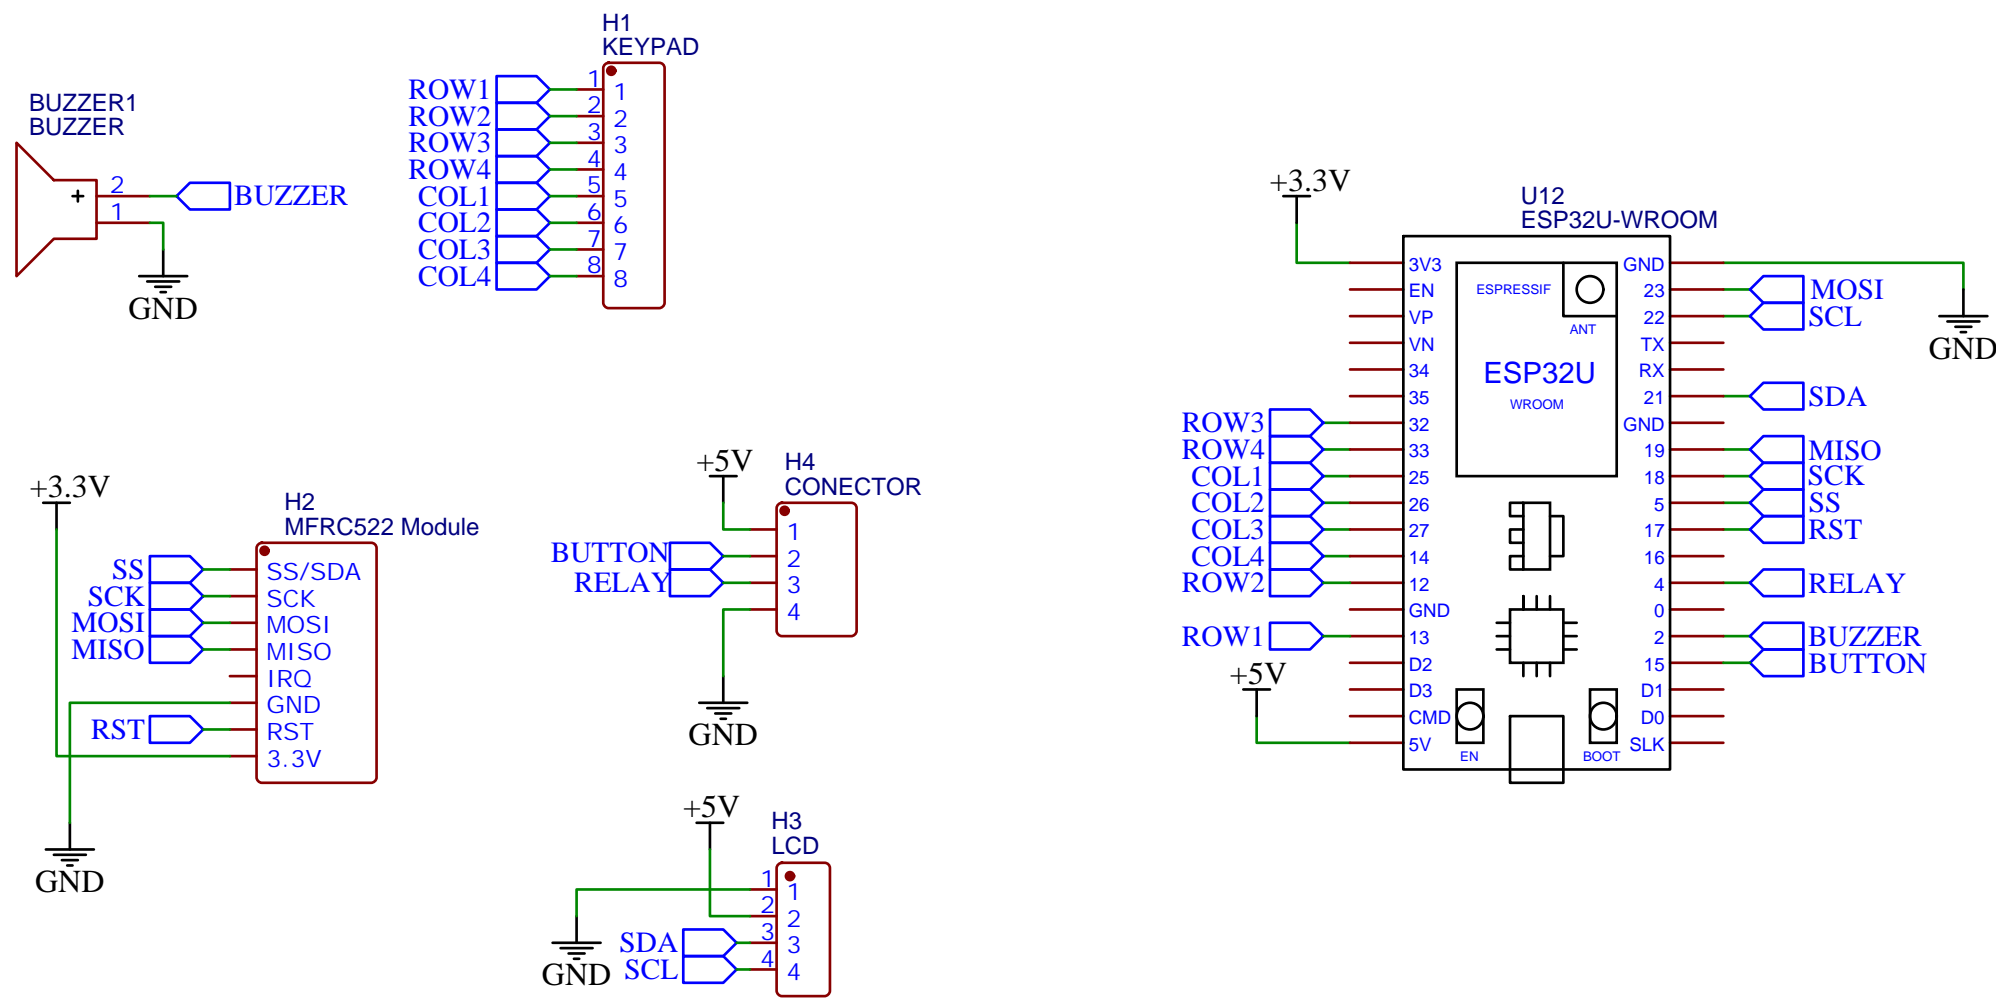 H1
KEYPAD
ROW1 1 1
ROW2 2 2
ROW3 3 3
ROW4 4 4
COL1 5 5
COL2 6 6
COL3 7 7
COL4 8 8
BUZZER1
BUZZER
+
2 BUZZER
1
GND
+3.3V
H2
MFRC522 Module
SS SS/SDA
SCK SCK
MOSI MOSI
MISO MISO
IRQ
GND
RST RST
3.3V
GND
+5V
H4
CONECTOR
1
BUTTON 2
RELAY 3
4
GND
+5V
H3
LCD
1 1
2 2
SDA 3 3
SCL 4 4
GND
+3.3V
U12
ESP32U-WROOM
3V3 GND
EN ESPRESSIF 23 MOSI
VP ANT 22 SCL
GND
VN TX
34 ESP32U RX
35 WROOM 21 SDA
ROW3 32 GND
ROW4 33 19 MISO
COL1 25 18 SCK
COL2 26 5 SS
COL3 27 17 RST
COL4 14 16
ROW2 12 4 RELAY
GND 0
ROW1 13 2 BUZZER
D2 15 BUTTON
+5V
D3 D1
CMD D0
5V SLK
EN BOOT